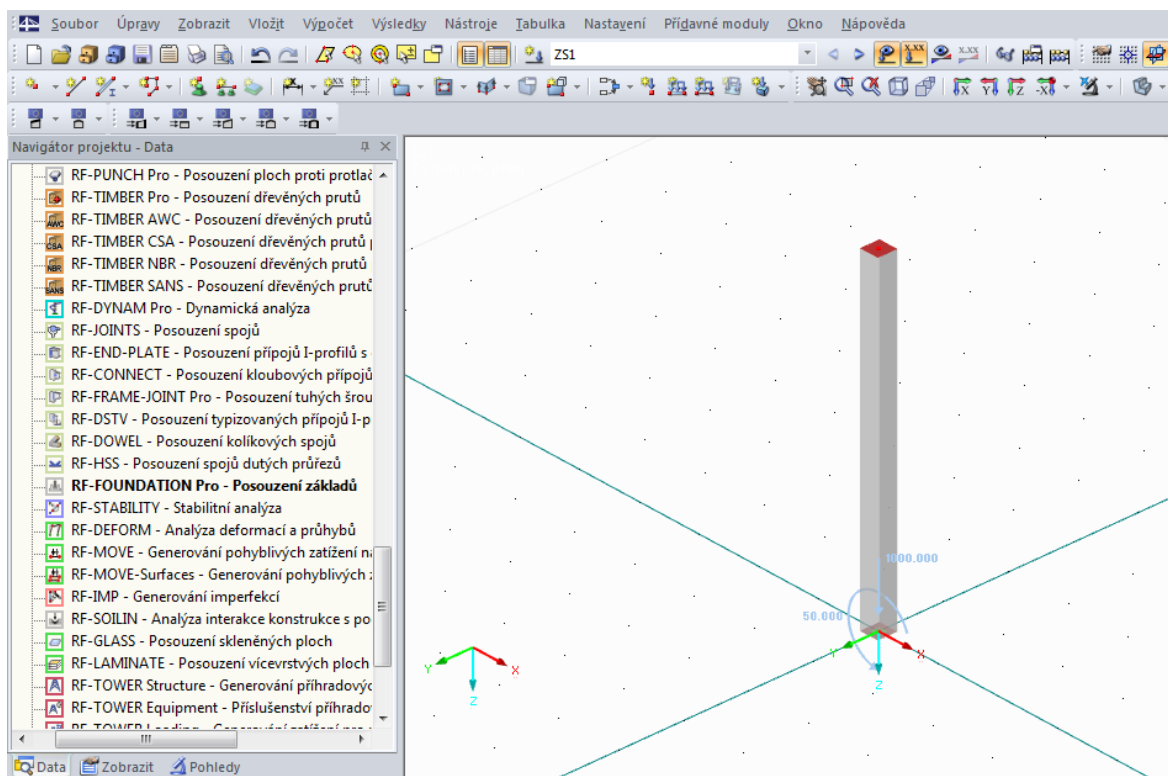 Soubor Úpravy Zobrazit Vložit Výpočet Výsledky Nástroje Tabulka Nastavení Přídavné moduly Okno Nápověda
ZS1
Navigátor projektu - Data
RF-PUNCH Pro - Posouzení ploch proti protlač
RF-TIMBER Pro - Posouzení dřevěných prutů
RF-TIMBER AWC - Posouzení dřevěných prutů
RF-TIMBER CSA - Posouzení dřevěných prutů p
RF-TIMBER NBR - Posouzení dřevěných prutů
RF-TIMBER SANS - Posouzení dřevěných prutů
RF-DYNAM Pro - Dynamická analýza
RF-JOINTS - Posouzení spojů
RF-END-PLATE - Posouzení přípojů I-profilů s
RF-CONNECT - Posouzení kloubových přípojů
RF-FRAME-JOINT Pro - Posouzení tuhých šrou
RF-DSTV - Posouzení typizovaných přípojů I-p
RF-DOWEL - Posouzení kolíkových spojů
RF-HSS - Posouzení spojů dutých průřezů
RF-FOUNDATION Pro - Posouzení základů
RF-STABILITY - Stabilitní analýza
RF-DEFORM - Analýza deformací a průhybů
RF-MOVE - Generování pohyblivých zatížení na
RF-MOVE-Surfaces - Generování pohyblivých z
RF-IMP - Generování imperfekcí
RF-SOILIN - Analýza interakce konstrukce s po
RF-GLASS - Posouzení skleněných ploch
RF-LAMINATE - Posouzení vícevrstvých ploch
RF-TOWER Structure - Generování příhradovýc
RF-TOWER Equipment - Příslušenství příhrado
Data Zobrazit Pohledy
1000.000
50.000
Y X
Z
Y X
Z